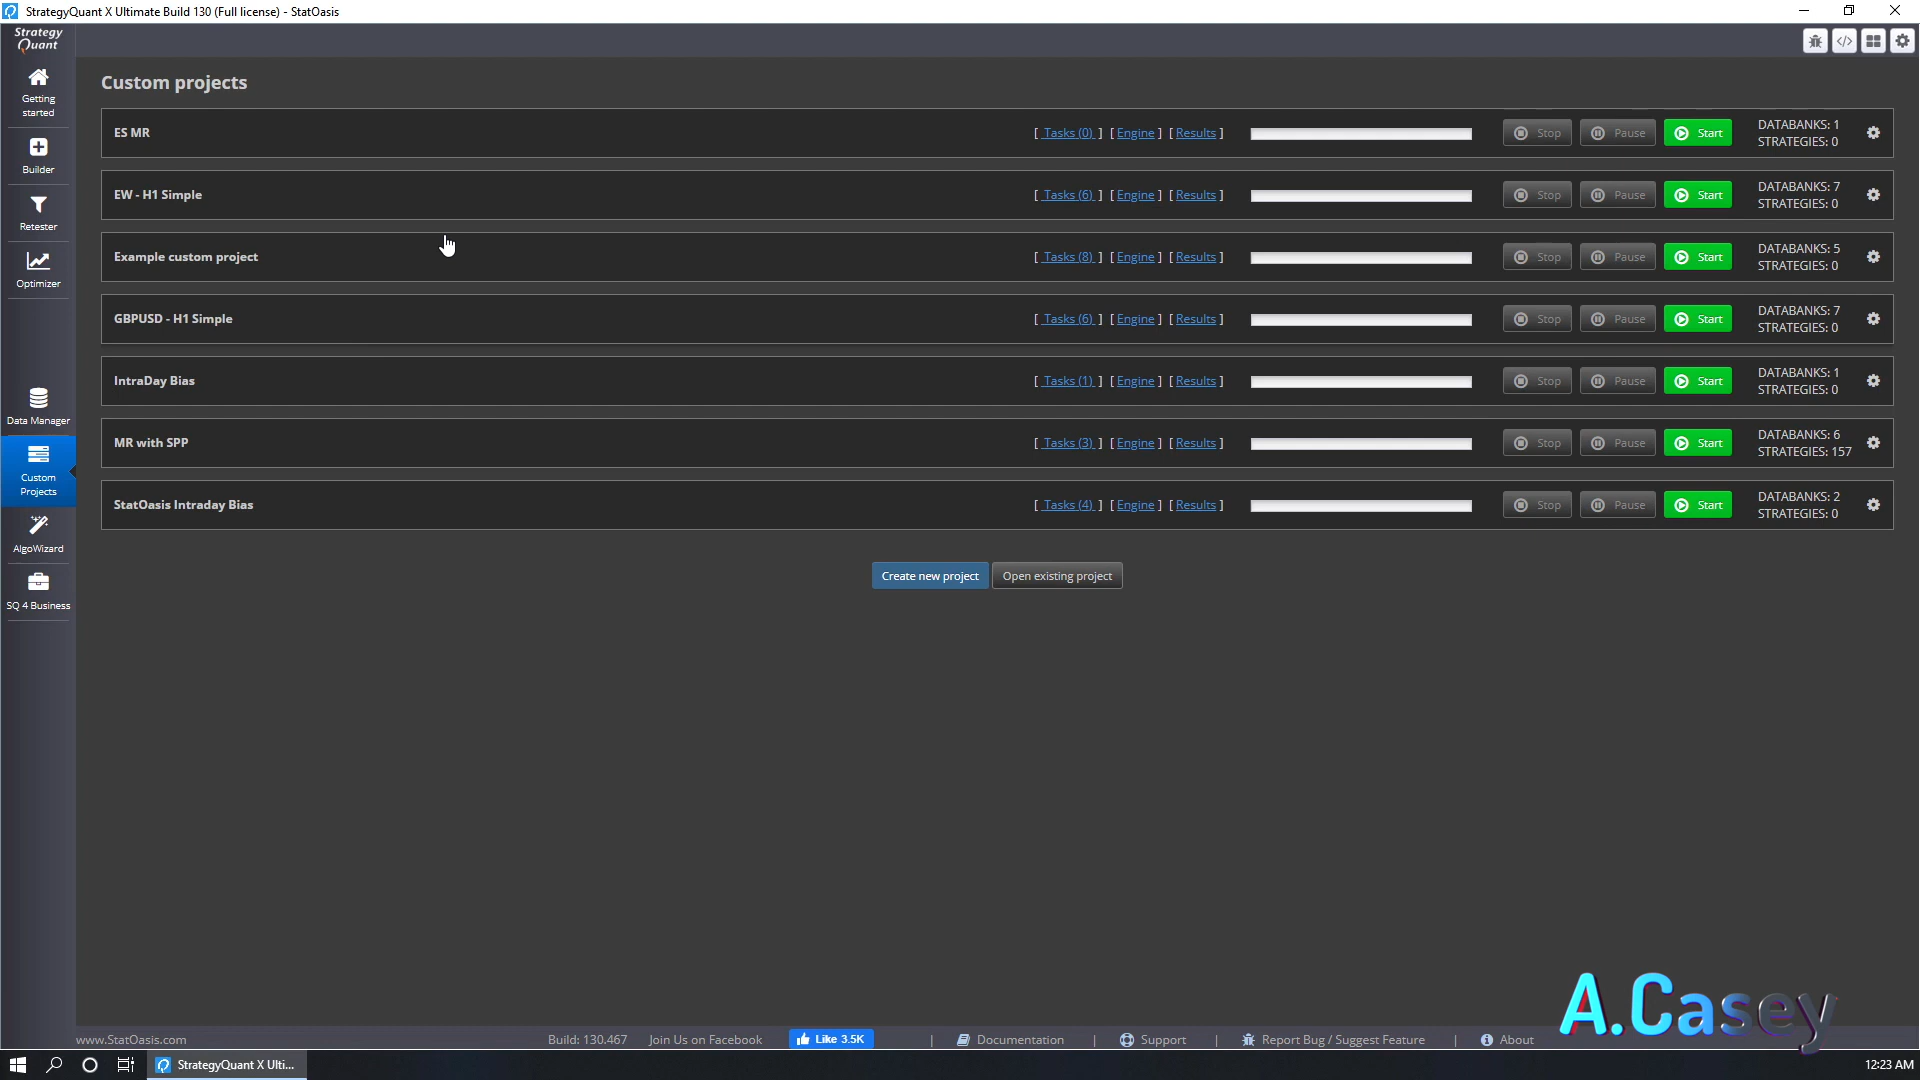 StrategyQuant X Ultimate Build 130 (Full license) - StatOasis
Strategy
Quant
Getting
started
Builder
Retester
Optimizer
Data Manager
Custom
Projects
AlgoWizard
SQ 4 Business
Custom projects
ES MR [ Tasks (0) ] [ Engine ] [ Results ] Stop Pause Start DATABANKS: 1
STRATEGIES: 0
EW - H1 Simple [ Tasks (6) ] [ Engine ] [ Results ] Stop Pause Start DATABANKS: 7
STRATEGIES: 0
Example custom project [ Tasks (8) ] [ Engine ] [ Results ] Stop Pause Start DATABANKS: 5
STRATEGIES: 0
GBPUSD - H1 Simple [ Tasks (6) ] [ Engine ] [ Results ] Stop Pause Start DATABANKS: 7
STRATEGIES: 0
IntraDay Bias [ Tasks (1) ] [ Engine ] [ Results ] Stop Pause Start DATABANKS: 1
STRATEGIES: 0
MR with SPP [ Tasks (3) ] [ Engine ] [ Results ] Stop Pause Start DATABANKS: 6
STRATEGIES: 157
StatOasis Intraday Bias [ Tasks (4) ] [ Engine ] [ Results ] Stop Pause Start DATABANKS: 2
STRATEGIES: 0
Create new project Open existing project
A.Casey
www.StatOasis.com Build: 130.467 Join Us on Facebook Like 3.5K | Documentation | Support | Report Bug / Suggest Feature | About
StrategyQuant X Ulti... 12:23 AM